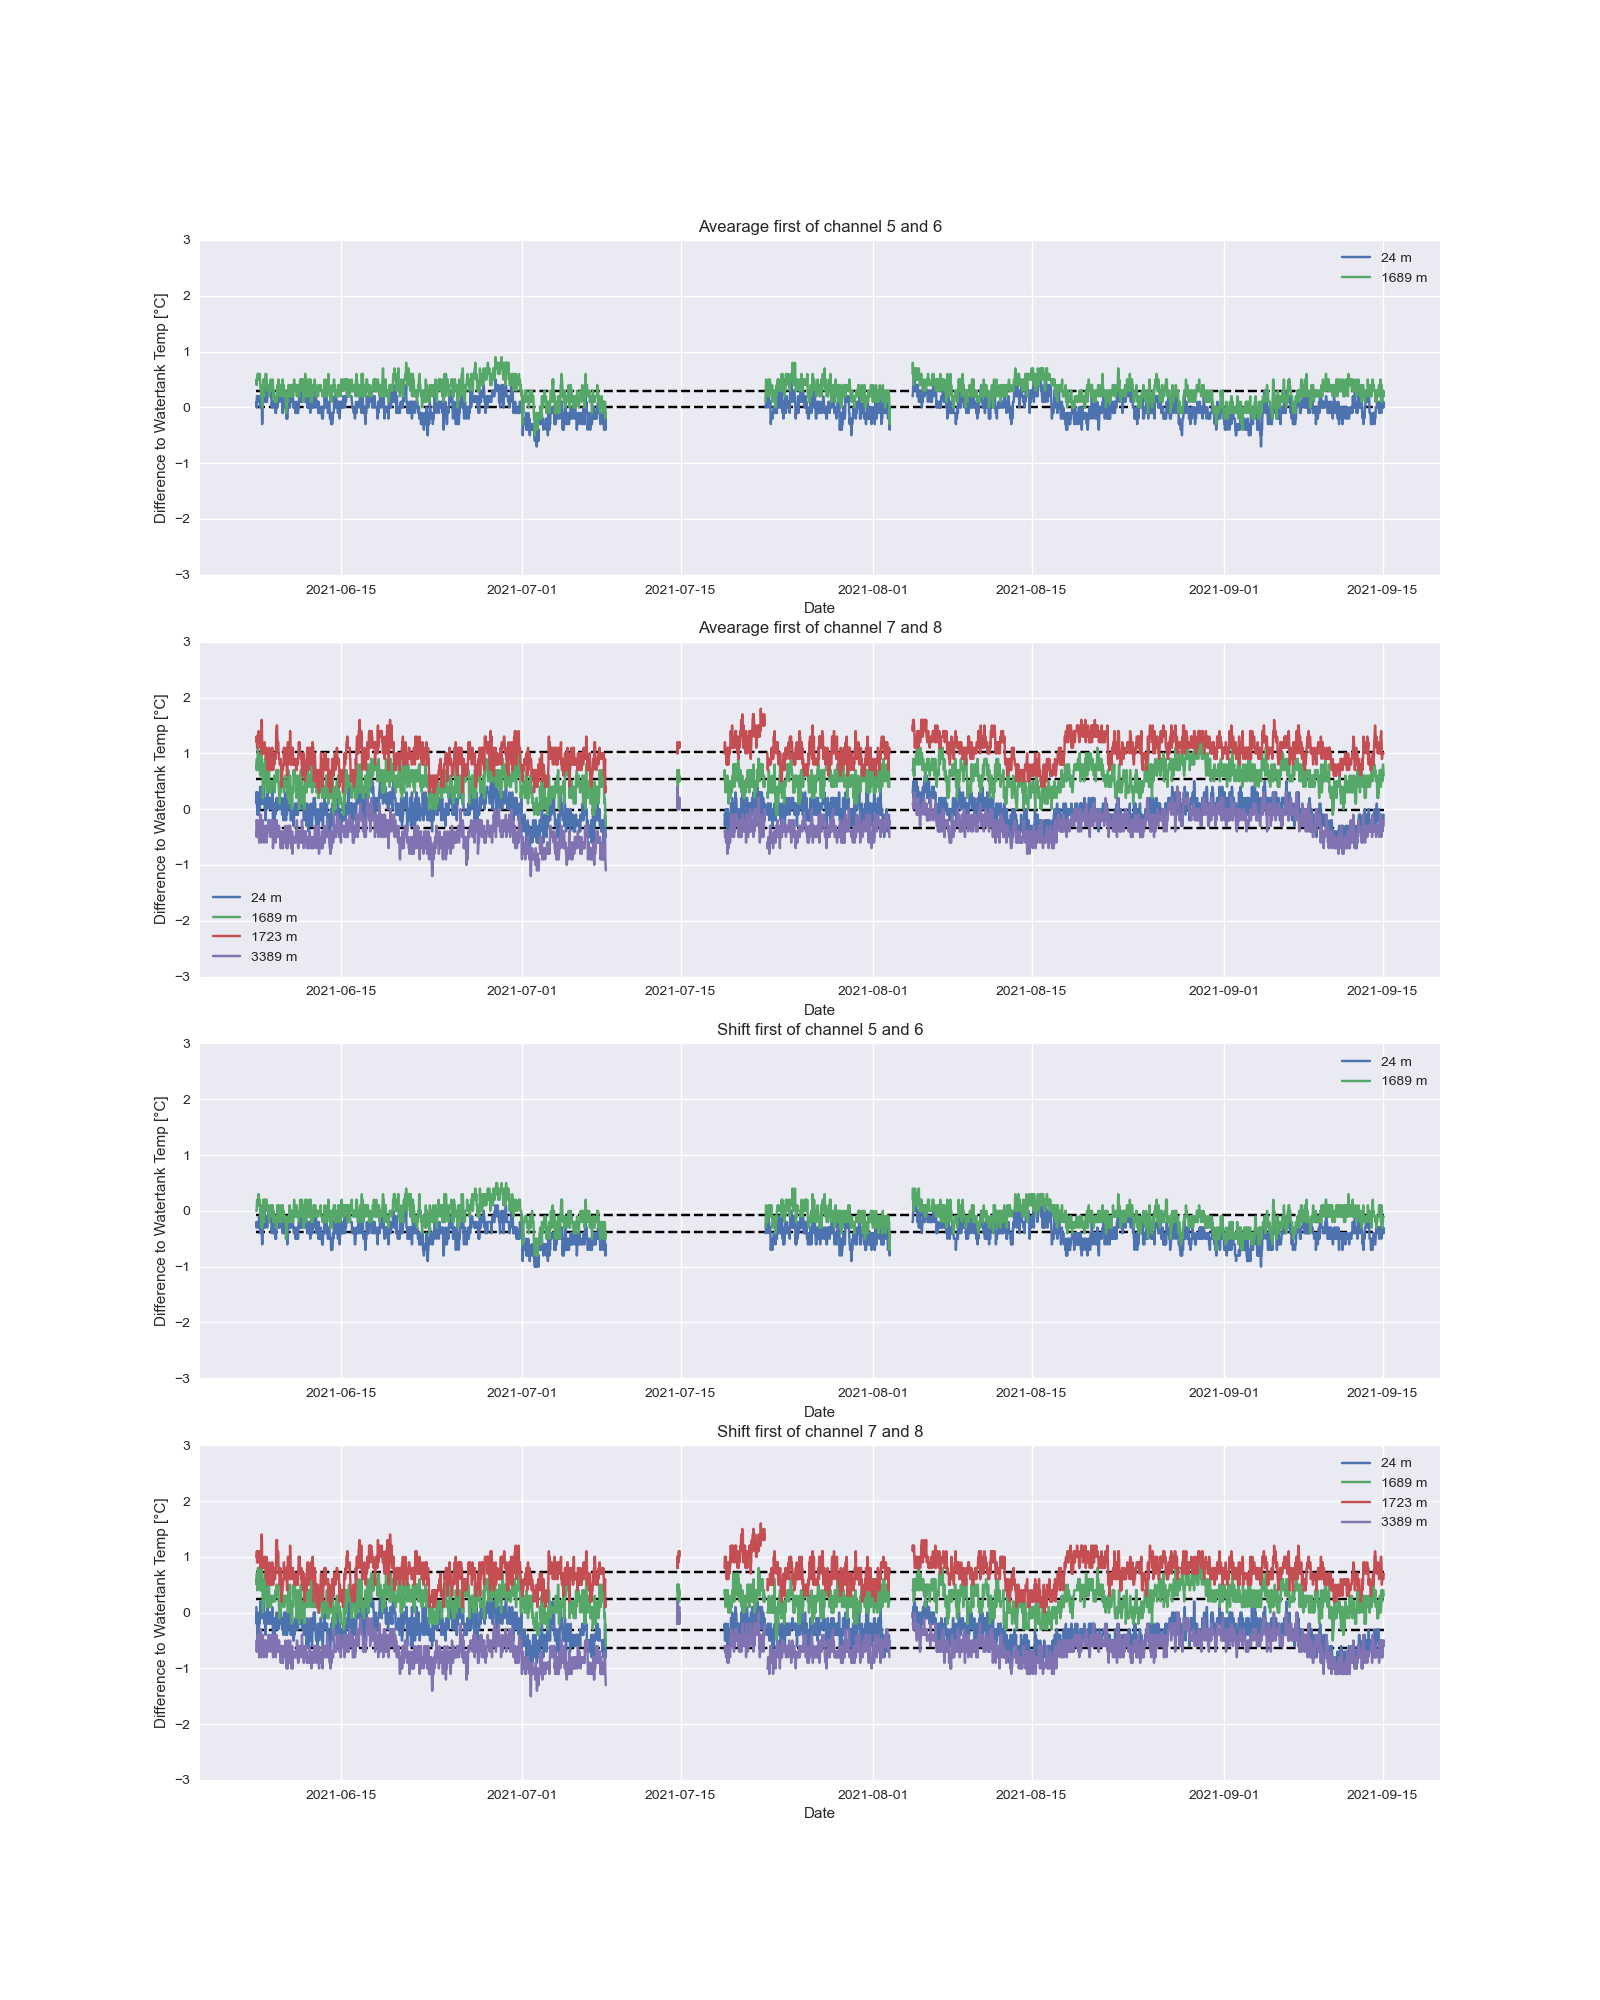 Avearage first of channel 5 and 6
Difference to Watertank Temp [°C]
3
2
1
0
−1
−2
−3
24 m
1689 m
2021-06-15
2021-07-01
2021-07-15
2021-08-01
2021-08-15
2021-09-01
2021-09-15
Date
Avearage first of channel 7 and 8
Difference to Watertank Temp [°C]
3
2
1
0
−1
−2
−3
24 m
1689 m
1723 m
3389 m
2021-06-15
2021-07-01
2021-07-15
2021-08-01
2021-08-15
2021-09-01
2021-09-15
Date
Shift first of channel 5 and 6
Difference to Watertank Temp [°C]
3
2
1
0
−1
−2
−3
24 m
1689 m
2021-06-15
2021-07-01
2021-07-15
2021-08-01
2021-08-15
2021-09-01
2021-09-15
Date
Shift first of channel 7 and 8
Difference to Watertank Temp [°C]
3
2
1
0
−1
−2
−3
24 m
1689 m
1723 m
3389 m
2021-06-15
2021-07-01
2021-07-15
2021-08-01
2021-08-15
2021-09-01
2021-09-15
Date